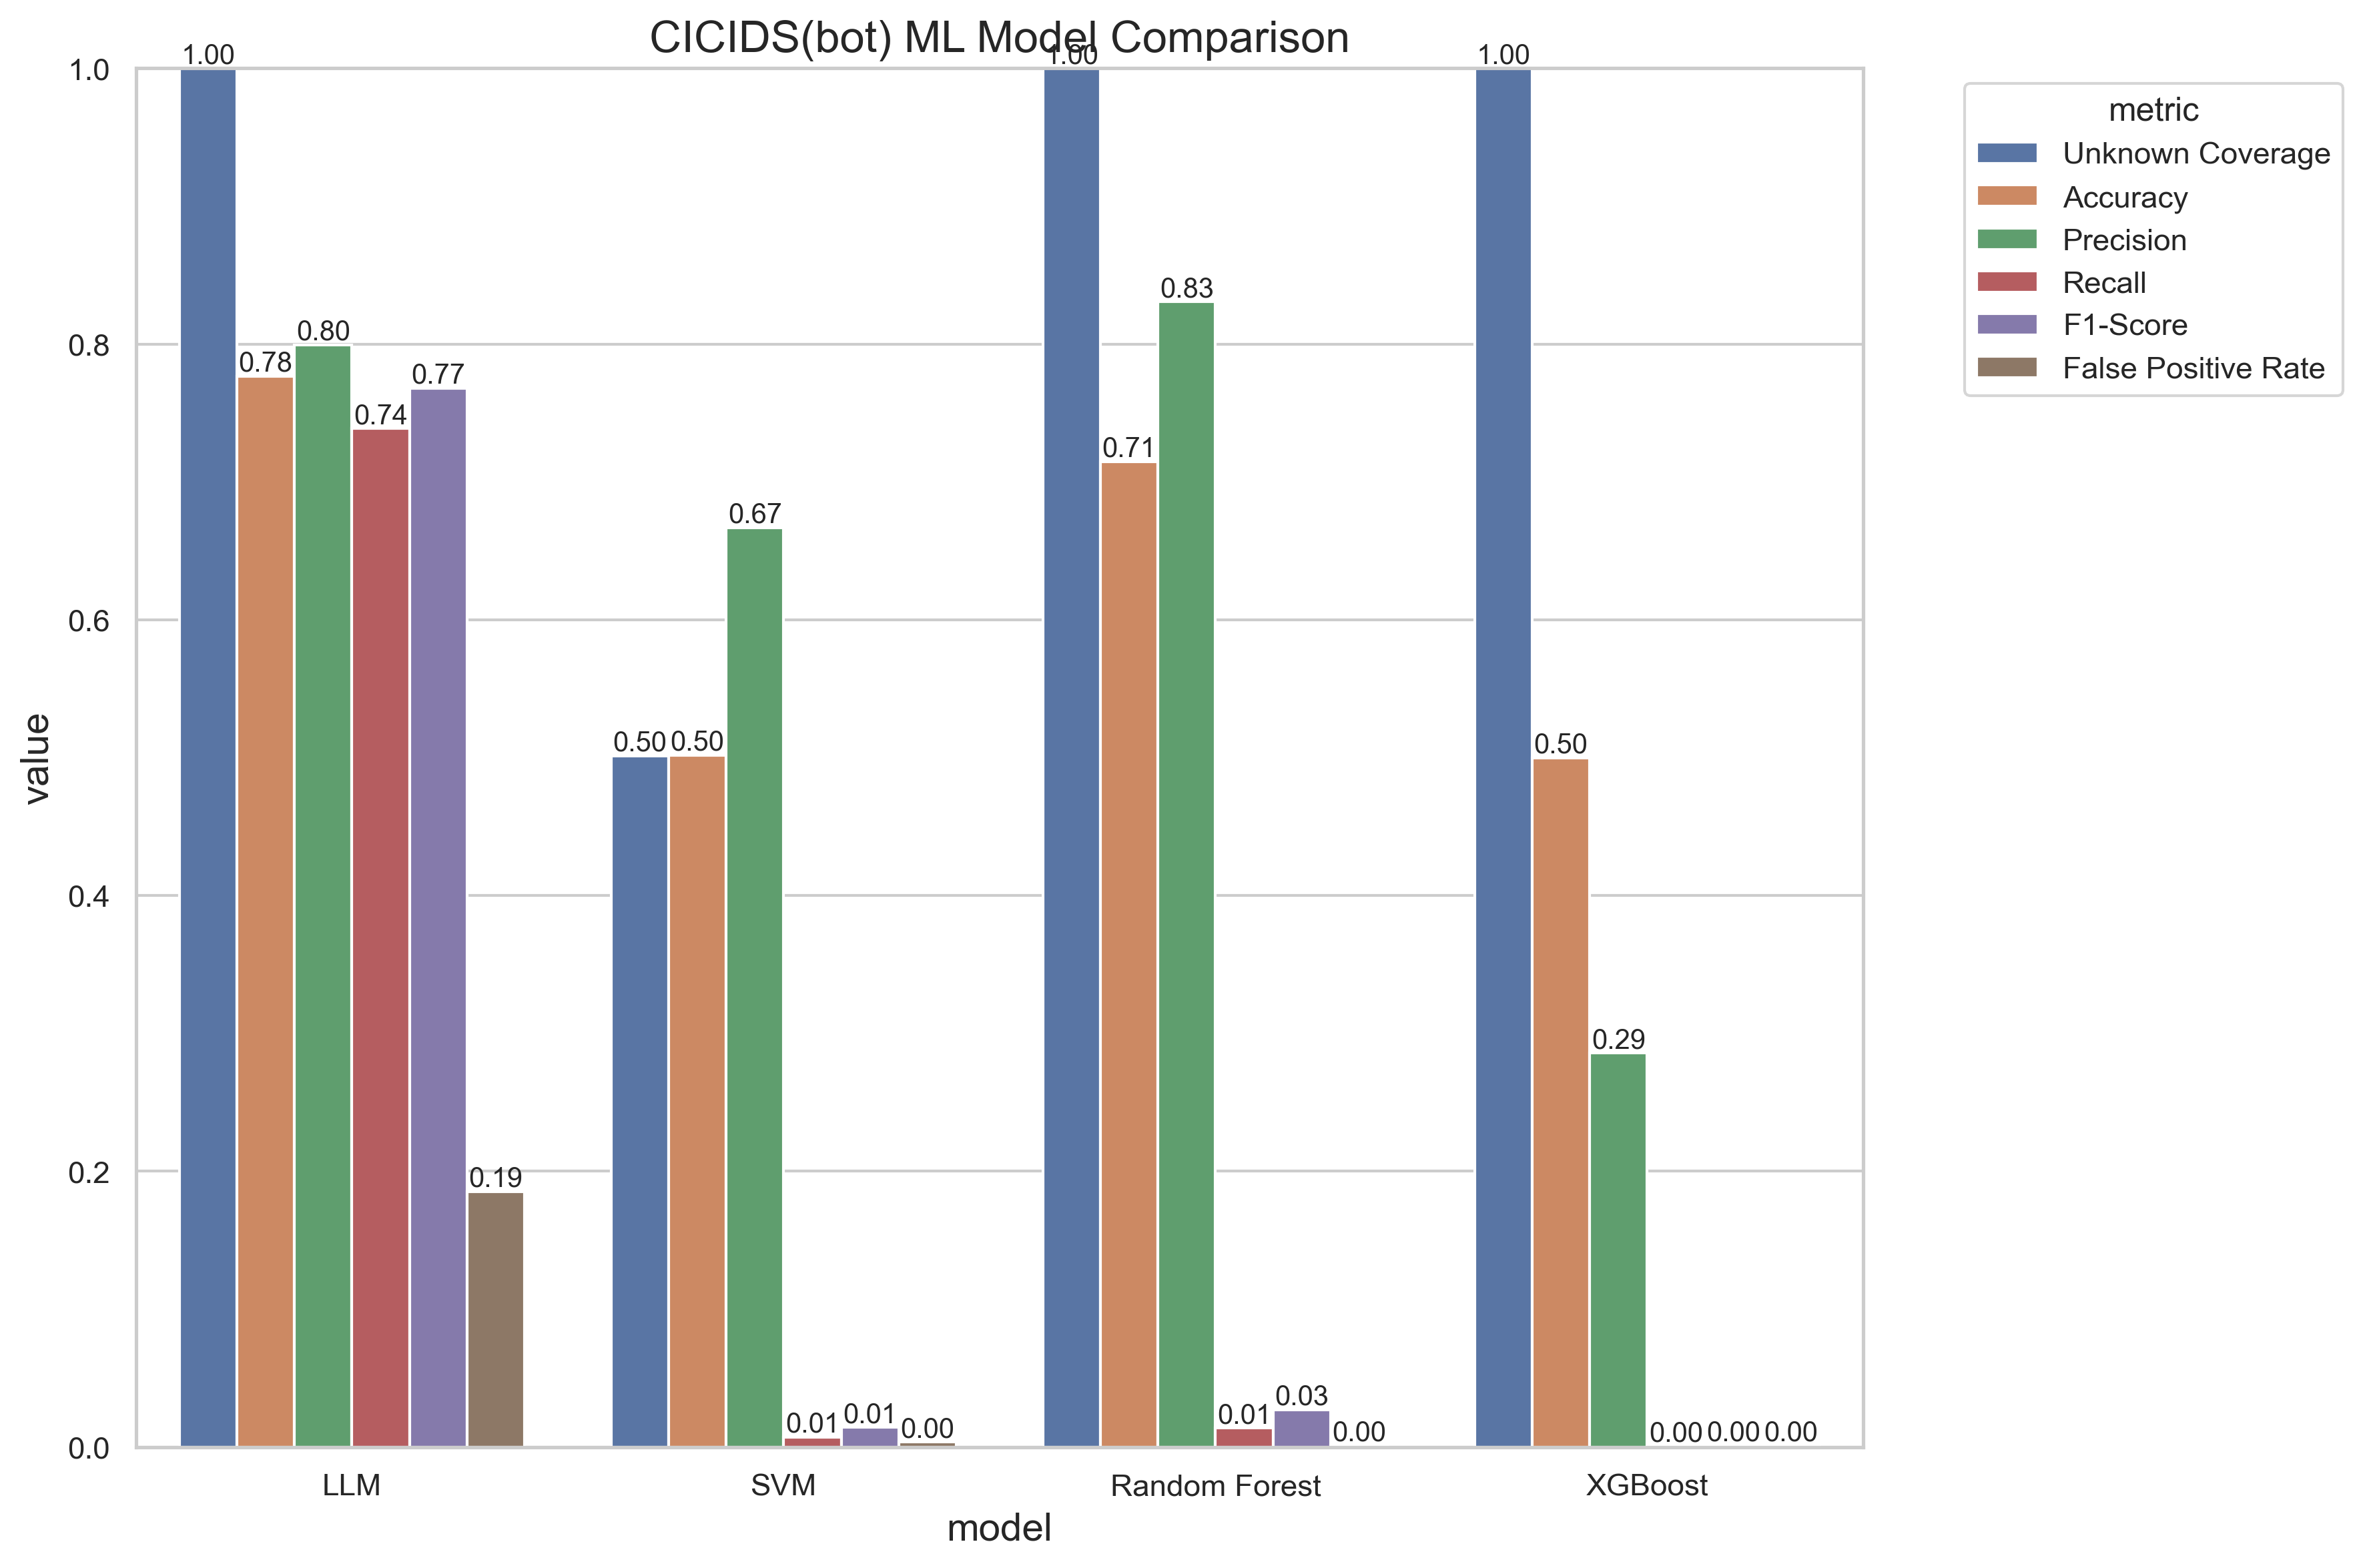 CICIDS(bot) ML Model Comparison
1.00
1.00
1.00
1.0
0.8
0.6
0.4
0.2
0.0
value
0.78
0.80
0.74
0.77
0.19
0.50
0.50
0.67
0.01
0.01
0.00
0.71
0.83
0.01
0.03
0.00
0.50
0.29
0.00
0.00
0.00
LLM
SVM
Random Forest
XGBoost
model
metric
Unknown Coverage
Accuracy
Precision
Recall
F1-Score
False Positive Rate